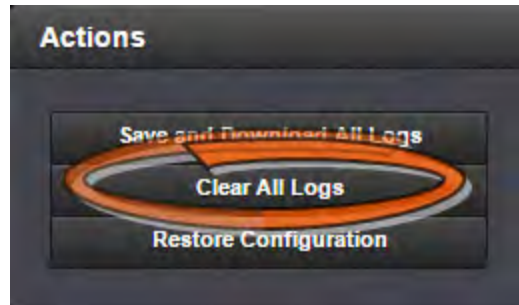 Actions
Save and Download All Logs
Clear All Logs
Restore Configuration